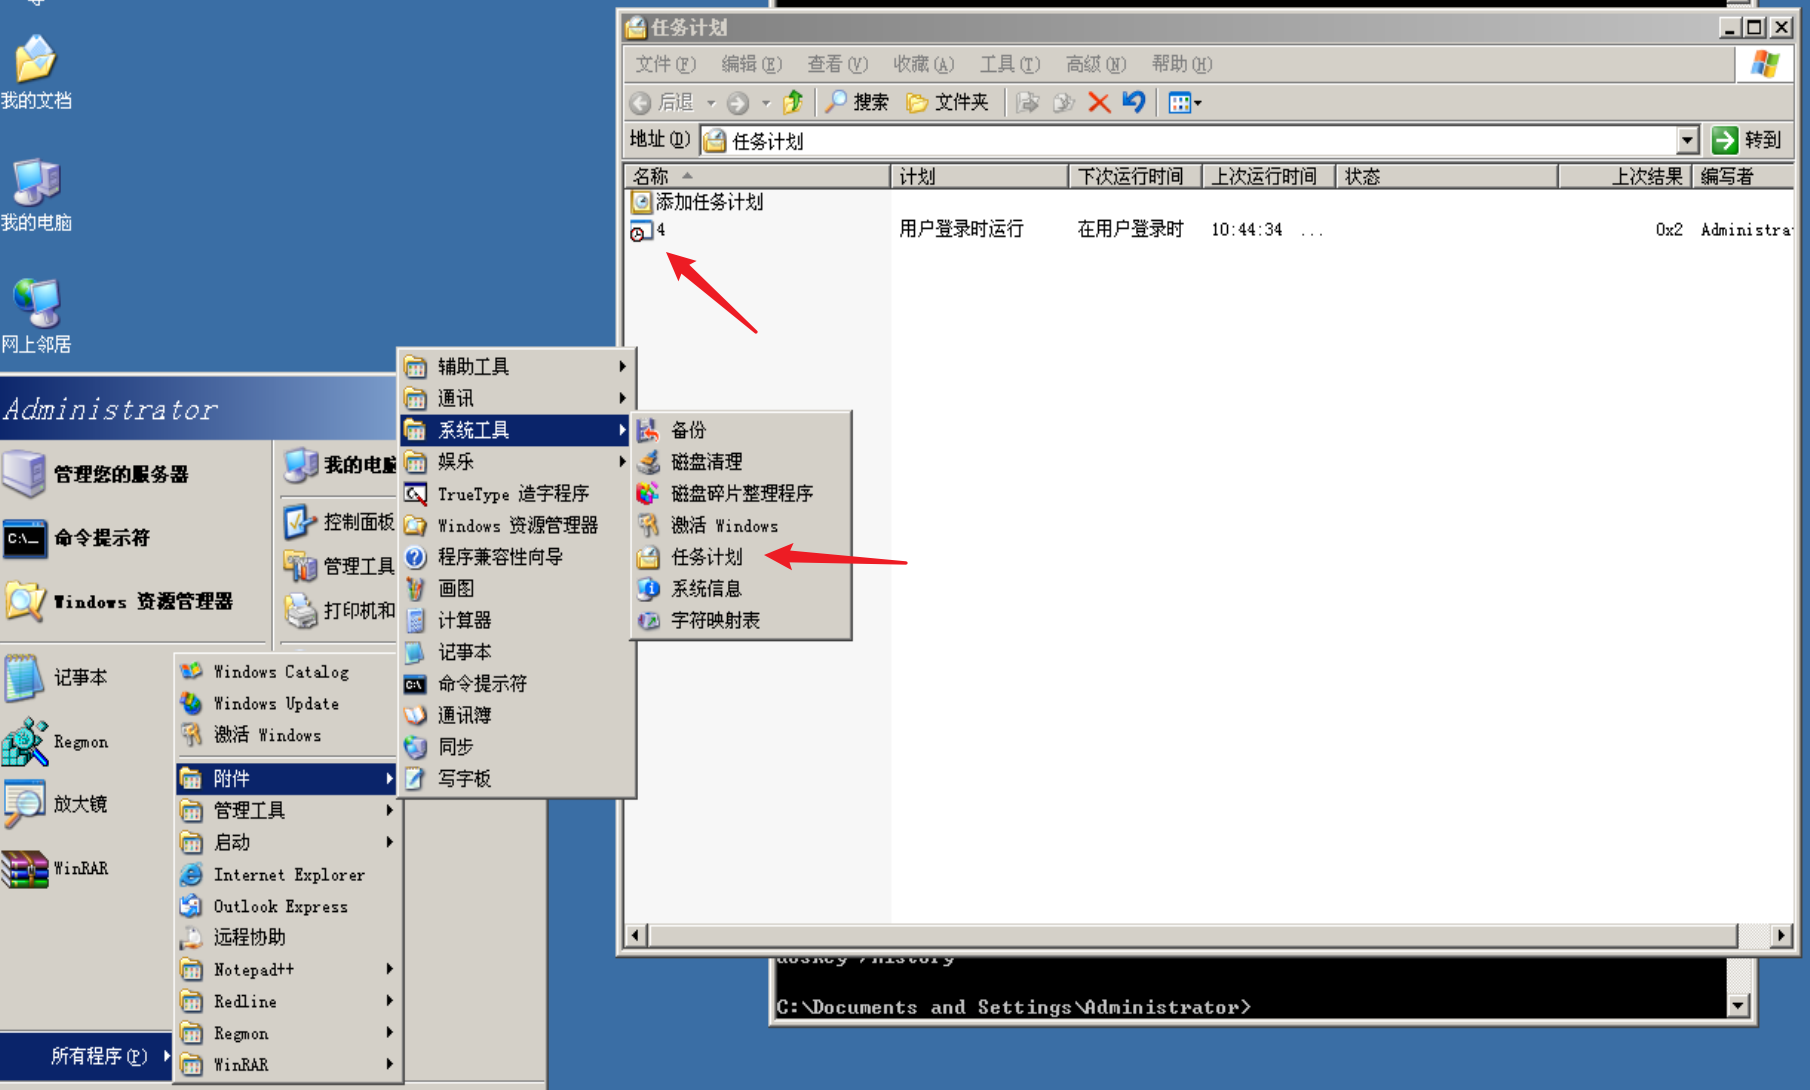 我的文档
我的电脑
网上邻居
任务计划
文件(F) 编辑(E) 查看(V) 收藏(A) 工具(T) 高级(N) 帮助(H)
后退 搜索 文件夹
地址(D) 任务计划 转到
名称 计划 下次运行时间 上次运行时间 状态 上次结果 编写者
添加任务计划
4 用户登录时运行 在用户登录时 10:44:34 ... 0x2 Administra
Administrator
管理您的服务器
命令提示符
Windows 资源管理器
记事本
Regmon
放大镜
WinRAR
所有程序(P)
我的电脑
控制面板
管理工具
打印机和
Windows Catalog
Windows Update
激活 Windows
附件
管理工具
启动
Internet Explorer
Outlook Express
远程协助
Notepad++
Redline
Regmon
WinRAR
辅助工具
通讯
系统工具
娱乐
TrueType 造字程序
Windows 资源管理器
程序兼容性向导
画图
计算器
记事本
命令提示符
通讯簿
同步
写字板
备份
磁盘清理
磁盘碎片整理程序
激活 Windows
任务计划
系统信息
字符映射表
doskey /history
C:\Documents and Settings\Administrator>